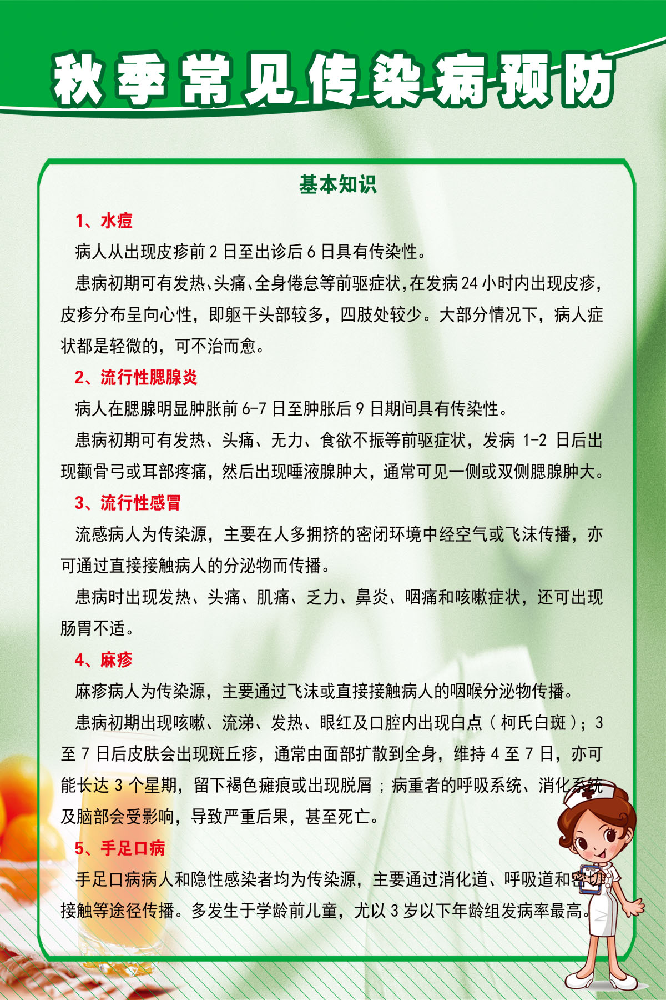 秋季常见传染病预防
基本知识
1、水痘
病人从出现皮疹前2日至出诊后6日具有传染性。
患病初期可有发热、头痛、全身倦怠等前驱症状,在发病24小时内出现皮疹，
皮疹分布呈向心性，即躯干头部较多，四肢处较少。大部分情况下，病人症
状都是轻微的，可不治而愈。
2、流行性腮腺炎
病人在腮腺明显肿胀前6-7日至肿胀后9日期间具有传染性。
患病初期可有发热、头痛、无力、食欲不振等前驱症状，发病 1-2 日后出
现颧骨弓或耳部疼痛，然后出现唾液腺肿大，通常可见一侧或双侧腮腺肿大。
3、流行性感冒
流感病人为传染源，主要在人多拥挤的密闭环境中经空气或飞沫传播，亦
可通过直接接触病人的分泌物而传播。
患病时出现发热、头痛、肌痛、乏力、鼻炎、咽痛和咳嗽症状，还可出现
肠胃不适。
4、麻疹
麻疹病人为传染源，主要通过飞沫或直接接触病人的咽喉分泌物传播。
患病初期出现咳嗽、流涕、发热、眼红及口腔内出现白点（柯氏白斑）；3
至7日后皮肤会出现斑丘疹，通常由面部扩散到全身，维持4至7日，亦可
能长达3个星期，留下褐色瘫痕或出现脱屑；病重者的呼吸系统、消化系统
及脑部会受影响，导致严重后果，甚至死亡。
5、手足口病
手足口病病人和隐性感染者均为传染源，主要通过消化道、呼吸道和密切
接触等途径传播。多发生于学龄前儿童，尤以3岁以下年龄组发病率最高。